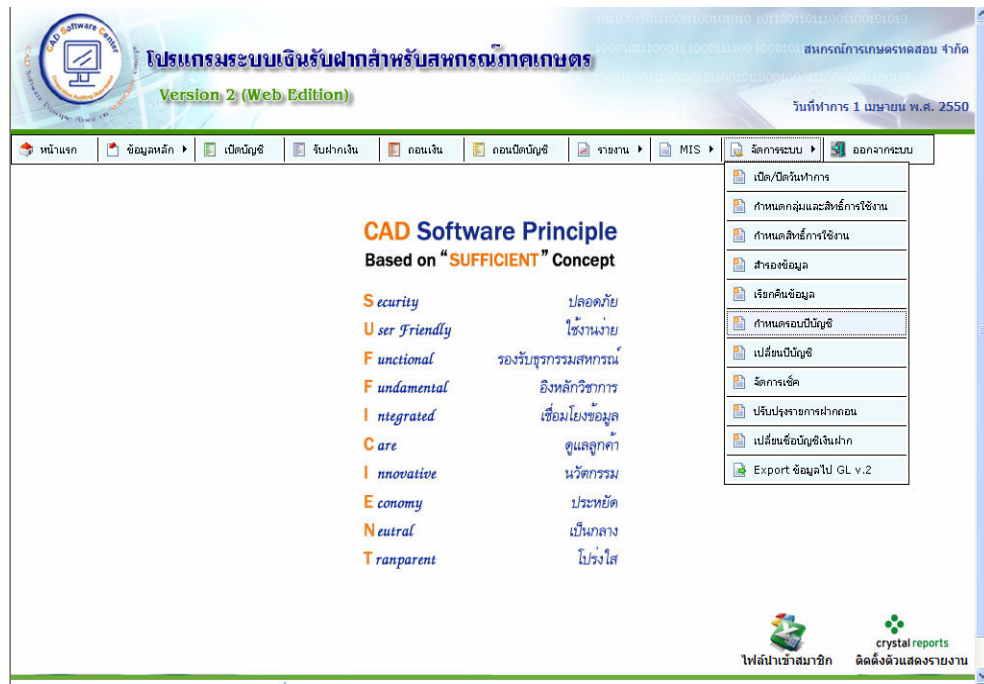 CAD Software Center
โปรแกรมระบบเงินรับฝากสำหรับสหกรณ์ภาคเกษตร
Version 2 (Web Edition)
สหกรณ์การเกษตรทดสอบ จำกัด
วันที่ทำการ 1 เมษายน พ.ศ. 2550
หน้าแรก ข้อมูลหลัก เปิดบัญชี รับฝากเงิน ถอนเงิน ถอนปิดบัญชี รายงาน MIS จัดการระบบ ออกจากระบบ
เปิด/ปิดวันทำการ
กำหนดกลุ่มและสิทธิ์การใช้งาน
กำหนดสิทธิ์การใช้งาน
สำรองข้อมูล
เรียกคืนข้อมูล
กำหนดรอบปีบัญชี
เปลี่ยนปีบัญชี
จัดการเช็ค
ปรับปรุงรายการฝากถอน
เปลี่ยนชื่อบัญชีเงินฝาก
Export ข้อมูลไป GL v.2
CAD Software Principle
Based on "SUFFICIENT" Concept
S ecurity ปลอดภัย
U ser Friendly ใช้งานง่าย
F unctional รองรับธุรกรรมสหกรณ์
F undamental อิงหลักวิชาการ
I ntegrated เชื่อมโยงข้อมูล
C are ดูแลลูกค้า
I nnovative นวัตกรรม
E conomy ประหยัด
N eutral เป็นกลาง
T ranparent โปร่งใส
ไฟล์นำเข้าสมาชิก
crystal reports
ติดตั้งตัวแสดงรายงาน